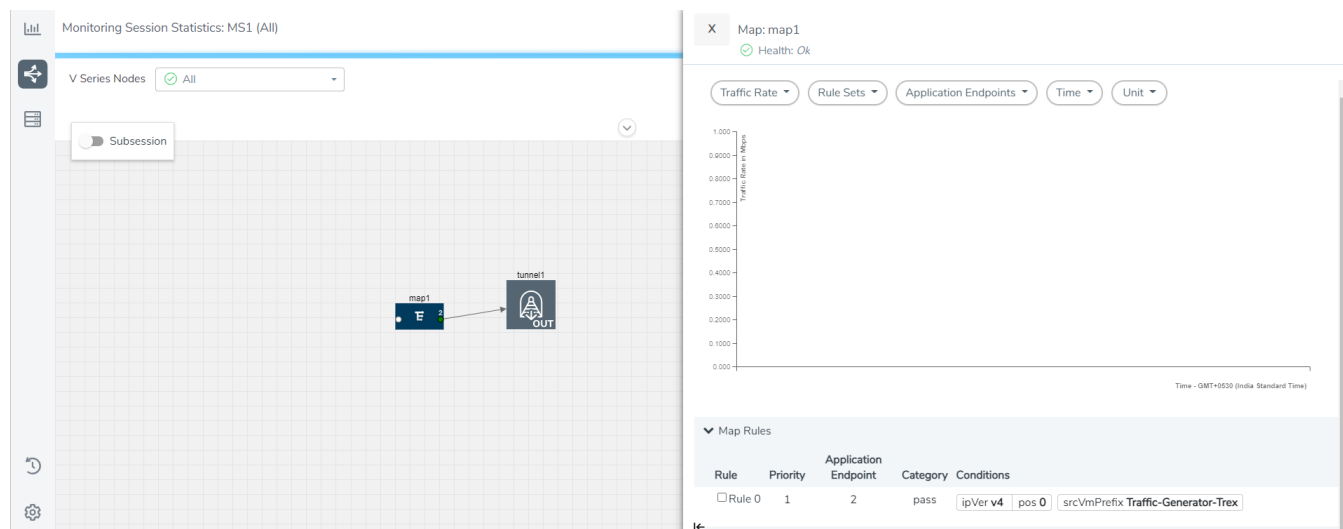 Monitoring Session Statistics: MS1 (All)
V Series Nodes All
Subsession
map1
2
tunnel1
OUT
X Map: map1
Health: Ok
Traffic Rate Rule Sets Application Endpoints Time Unit
Traffic Rate in Mbps
1.000
0.9000
0.8000
0.7000
0.6000
0.5000
0.4000
0.3000
0.2000
0.1000
0.000
Time - GMT+0530 (India Standard Time)
Map Rules
Rule Priority Application Endpoint Category Conditions
Rule 0 1 2 pass ipVer v4 pos 0 srcVmPrefix Traffic-Generator-Trex